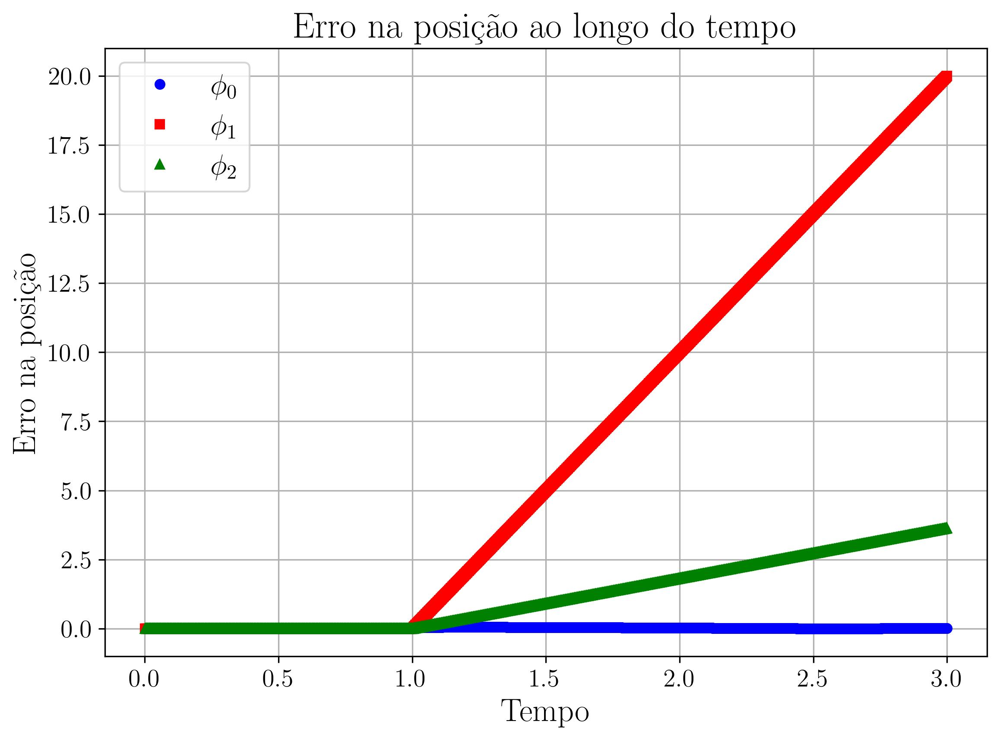 Erro na posição ao longo do tempo
ϕ0
ϕ1
ϕ2
Erro na posição
20.0
17.5
15.0
12.5
10.0
7.5
5.0
2.5
0.0
0.0 0.5 1.0 1.5 2.0 2.5 3.0
Tempo